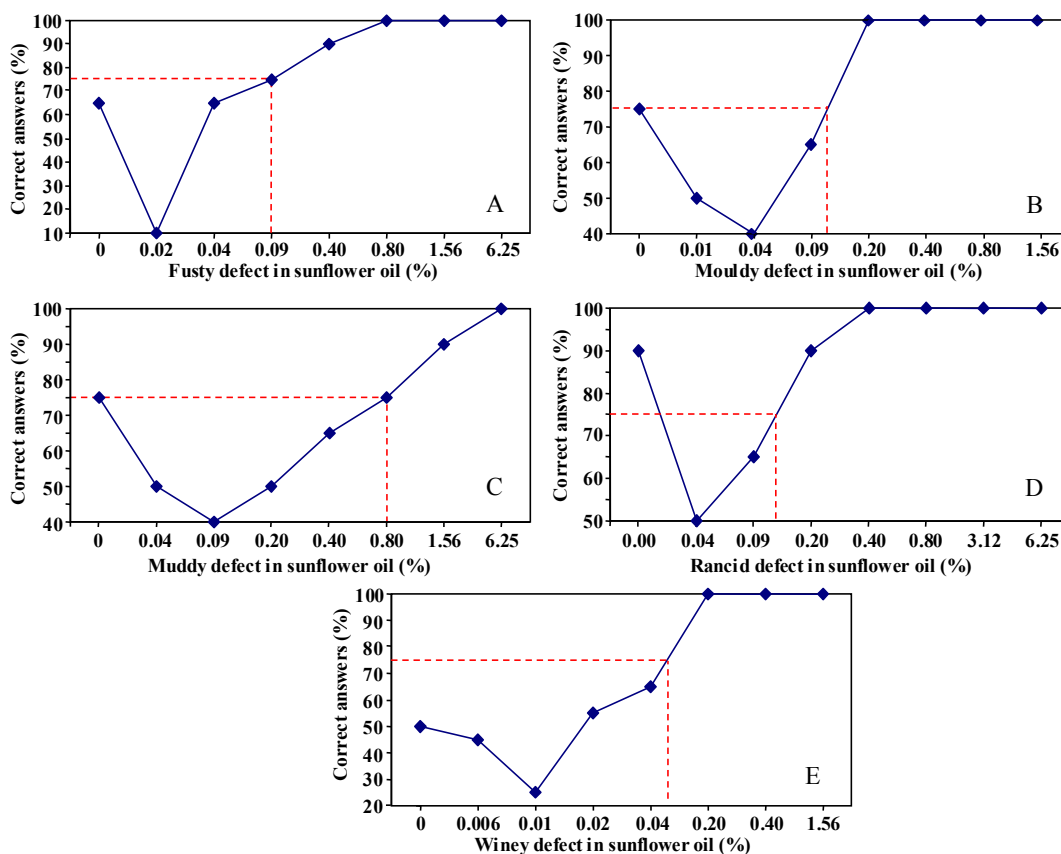 Correct answers (%)
100
90
80
70
60
50
40
30
20
10
A
0 0.02 0.04 0.09 0.40 0.80 1.56 6.25
Fusty defect in sunflower oil (%)
Correct answers (%)
100
90
80
70
60
50
40
B
0 0.01 0.04 0.09 0.20 0.40 0.80 1.56
Mouldy defect in sunflower oil (%)
Correct answers (%)
100
90
80
70
60
50
40
C
0 0.04 0.09 0.20 0.40 0.80 1.56 6.25
Muddy defect in sunflower oil (%)
Correct answers (%)
100
90
80
70
60
50
D
0.00 0.04 0.09 0.20 0.40 0.80 3.12 6.25
Rancid defect in sunflower oil (%)
Correct answers (%)
100
90
80
70
60
50
40
30
20
E
0 0.006 0.01 0.02 0.04 0.20 0.40 1.56
Winey defect in sunflower oil (%)